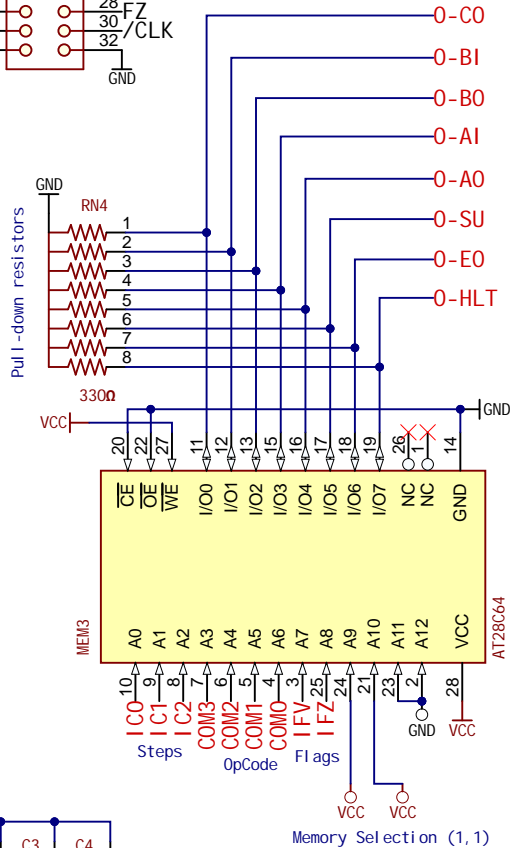 28 FZ
30 /CLK
32
GND
O-CO
O-BI
O-BO
O-AI
O-AO
O-SU
O-EO
O-HLT
GND
RN4
Pull-down resistors
1
2
3
4
5
6
7
8
330Ω
VCC
GND
20 22 27 11 12 13 15 16 17 18 19 26 1 14
CE OE WE I/O0 I/O1 I/O2 I/O3 I/O4 I/O5 I/O6 I/O7 NC NC GND
MEM3
AT28C64
A0 A1 A2 A3 A4 A5 A6 A7 A8 A9 A10 A11 A12 VCC
10 9 8 7 6 5 4 3 25 24 21 23 2 28
IC0 IC1 IC2 COM3 COM2 COM1 COM0 IFV IFZ
GND VCC
Steps OpCode Flags
VCC VCC
Memory Selection (1,1)
C3 C4